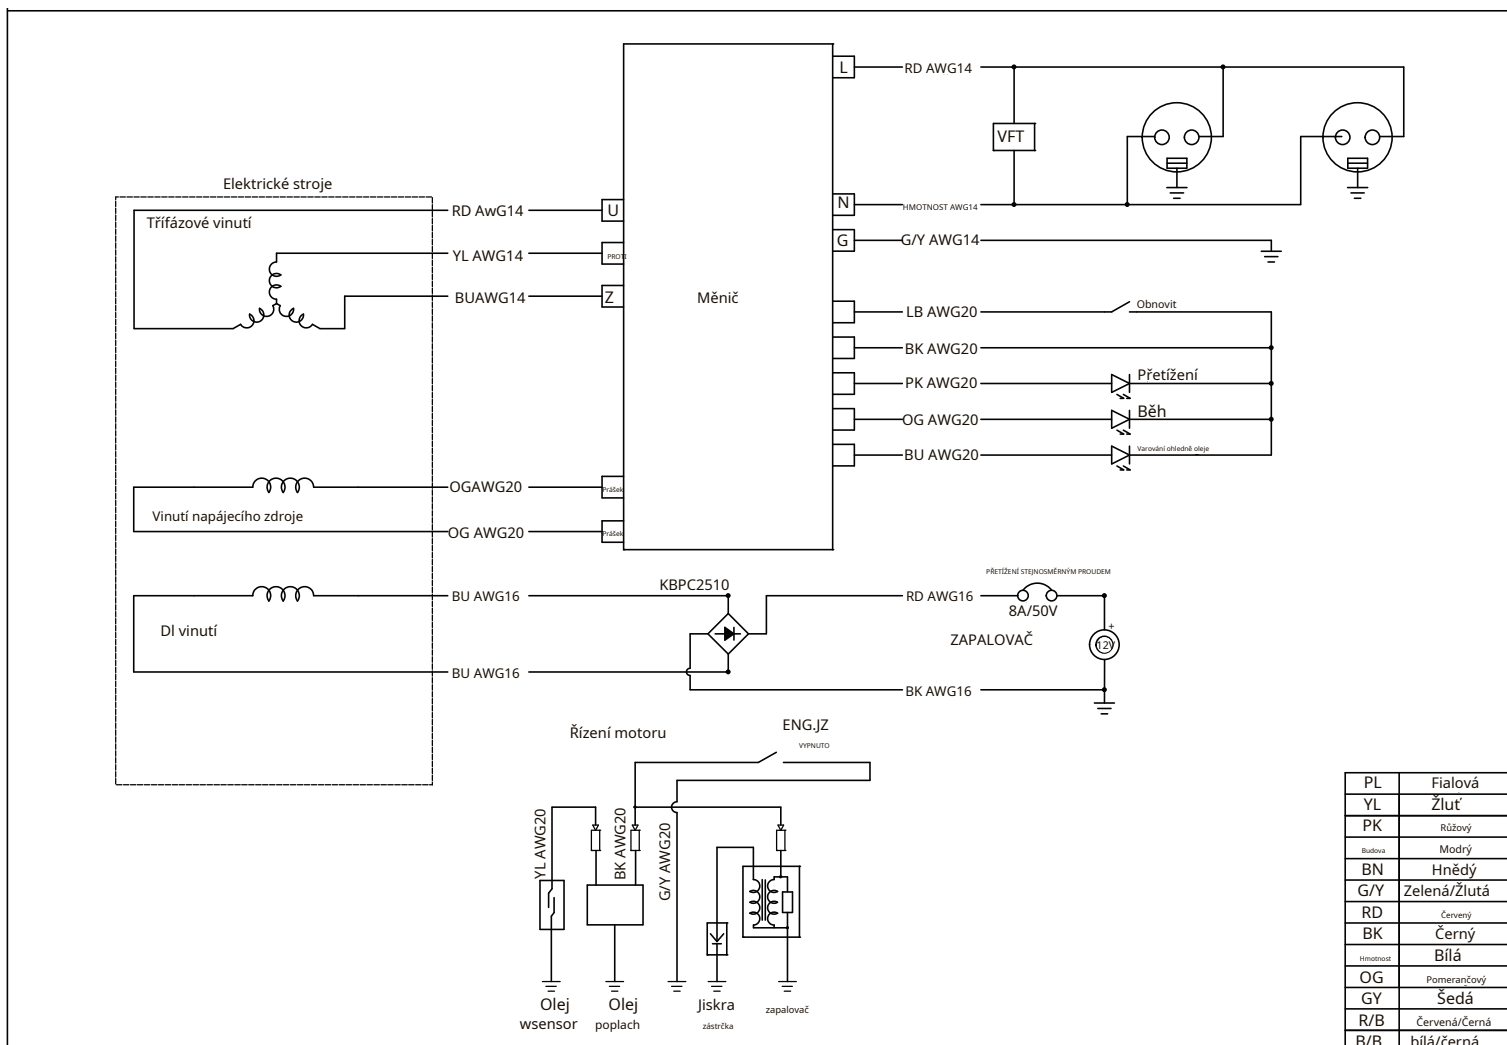 L
RD AWG14
VFT
Elektrické stroje
Třífázové vinutí
RD AwG14
U
N
HMOTNOST AWG14
YL AWG14
PROTI
G
G/Y AWG14
BUAWG14
Z
Měnič
LB AWG20
Obnovit
BK AWG20
PK AWG20
Přetížení
OG AWG20
Běh
BU AWG20
Varování ohledně oleje
OGAWG20
Prášek
Vinutí napájecího zdroje
OG AWG20
Prášek
KBPC2510
PŘETÍŽENÍ STEJNOSMĚRNÝM PROUDEM
BU AWG16
RD AWG16
8A/50V
Dl vinutí
ZAPALOVAČ
+
12V
BU AWG16
BK AWG16
Řízení motoru
ENG.JZ
VYPNUTO
YL AWG20
BK AWG20
G/Y AWG20
Olej
wsensor
Olej
poplach
Jiskra
zástrčka
zapalovač
PL Fialová
YL Žluť
PK Růžový
Budova Modrý
BN Hnědý
G/Y Zelená/Žlutá
RD Červený
BK Černý
Hmotnost Bílá
OG Pomerančový
GY Šedá
R/B Červená/Černá
B/B bílá/černá